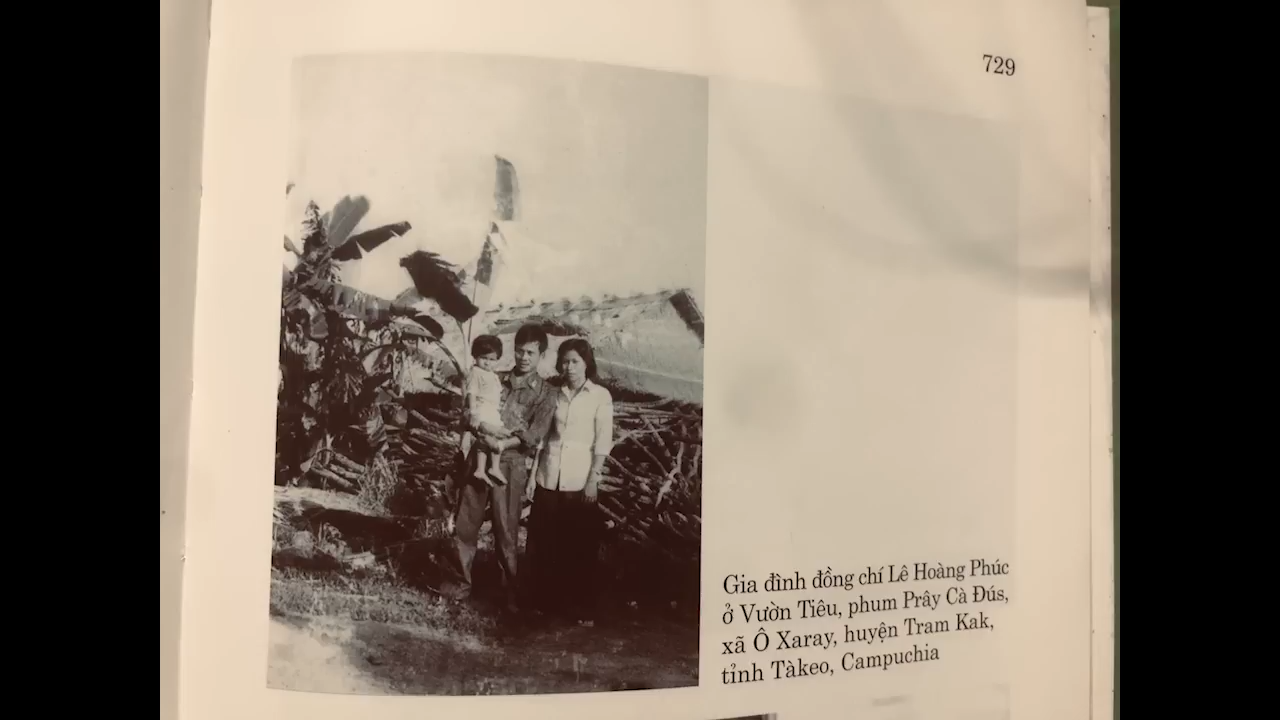 729
Gia đình đồng chí Lê Hoàng Phúc
ở Vườn Tiêu, phum Prây Cà Đús,
xã Ô Xaray, huyện Tram Kak,
tỉnh Tàkeo, Campuchia